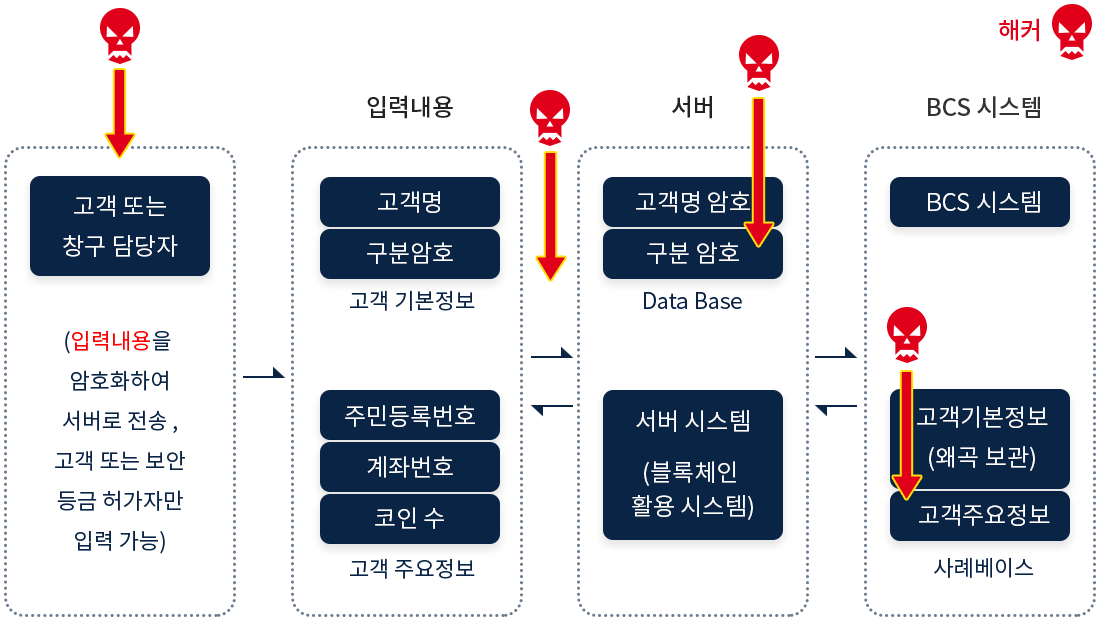 해커
고객 또는
창구 담당자
(입력내용을
암호화하여
서버로 전송 ,
고객 또는 보안
등금 허가자만
입력 가능)
입력내용
고객명
구분암호
고객 기본정보
주민등록번호
계좌번호
코인 수
고객 주요정보
서버
고객명 암호
구분 암호
Data Base
서버 시스템
(블록체인
활용 시스템)
BCS 시스템
BCS 시스템
고객기본정보
(왜곡 보관)
고객주요정보
사례베이스